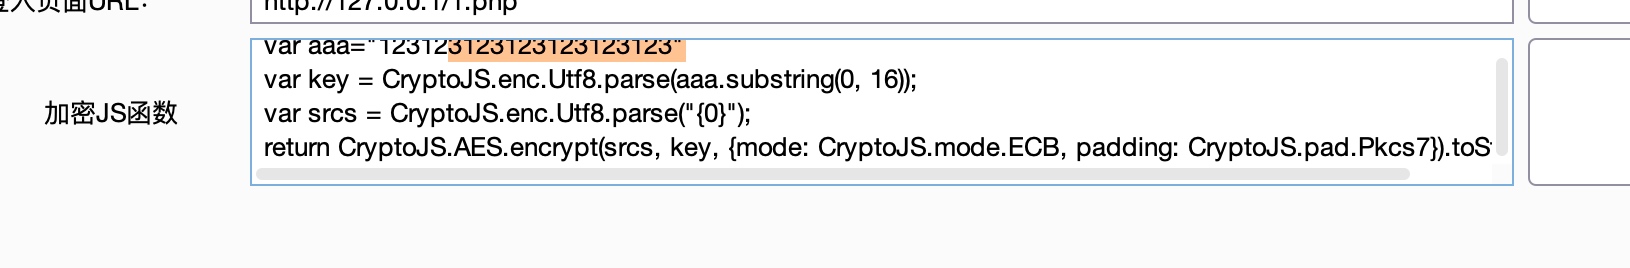 登入页面URL:
http://127.0.0.1/1.php
var aaa="123123123123123123123"
var key = CryptoJS.enc.Utf8.parse(aaa.substring(0, 16));
加密JS函数
var srcs = CryptoJS.enc.Utf8.parse("{0}");
return CryptoJS.AES.encrypt(srcs, key, {mode: CryptoJS.mode.ECB, padding: CryptoJS.pad.Pkcs7}).toS